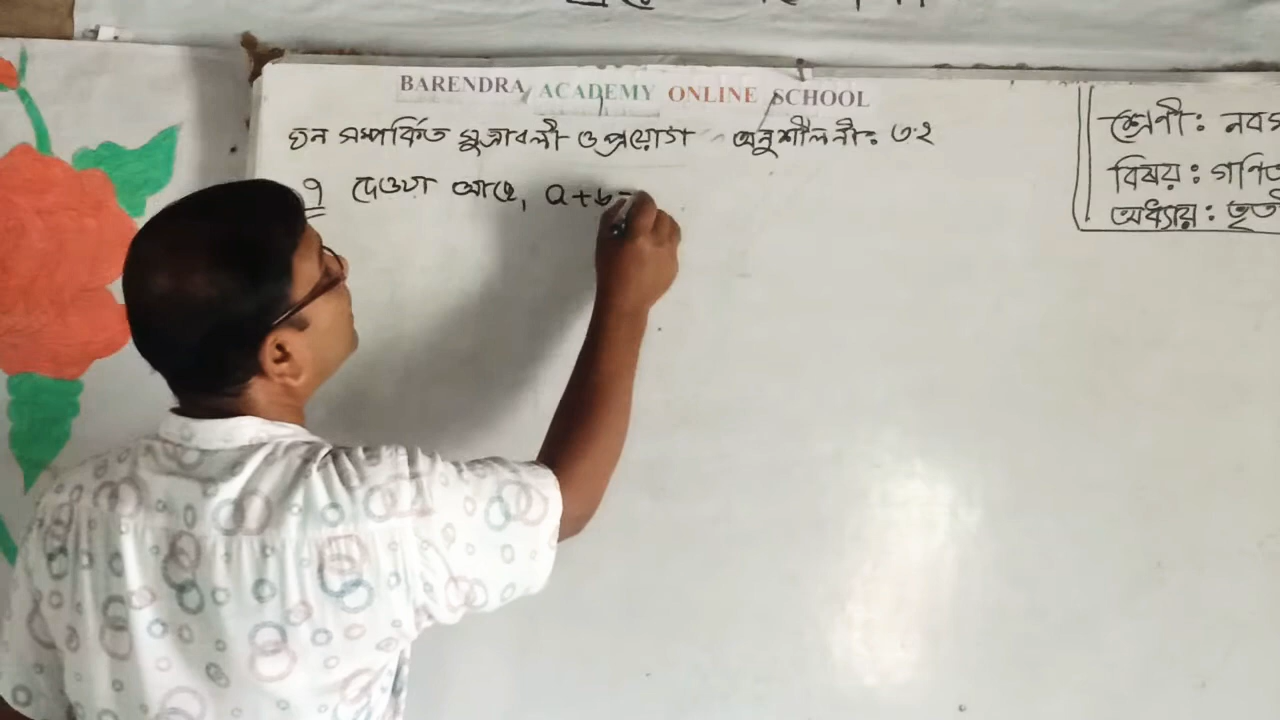 BARENDRA ACADEMY ONLINE SCHOOL
ঘন সম্পর্কিত সুত্রাবলী ও প্রয়োগ অনুশীলনী: ৩.২
৭ দেওয়া আছে, a+b=
শ্রেণী: নবম
বিষয়: গণিত
অধ্যায়: তৃতী